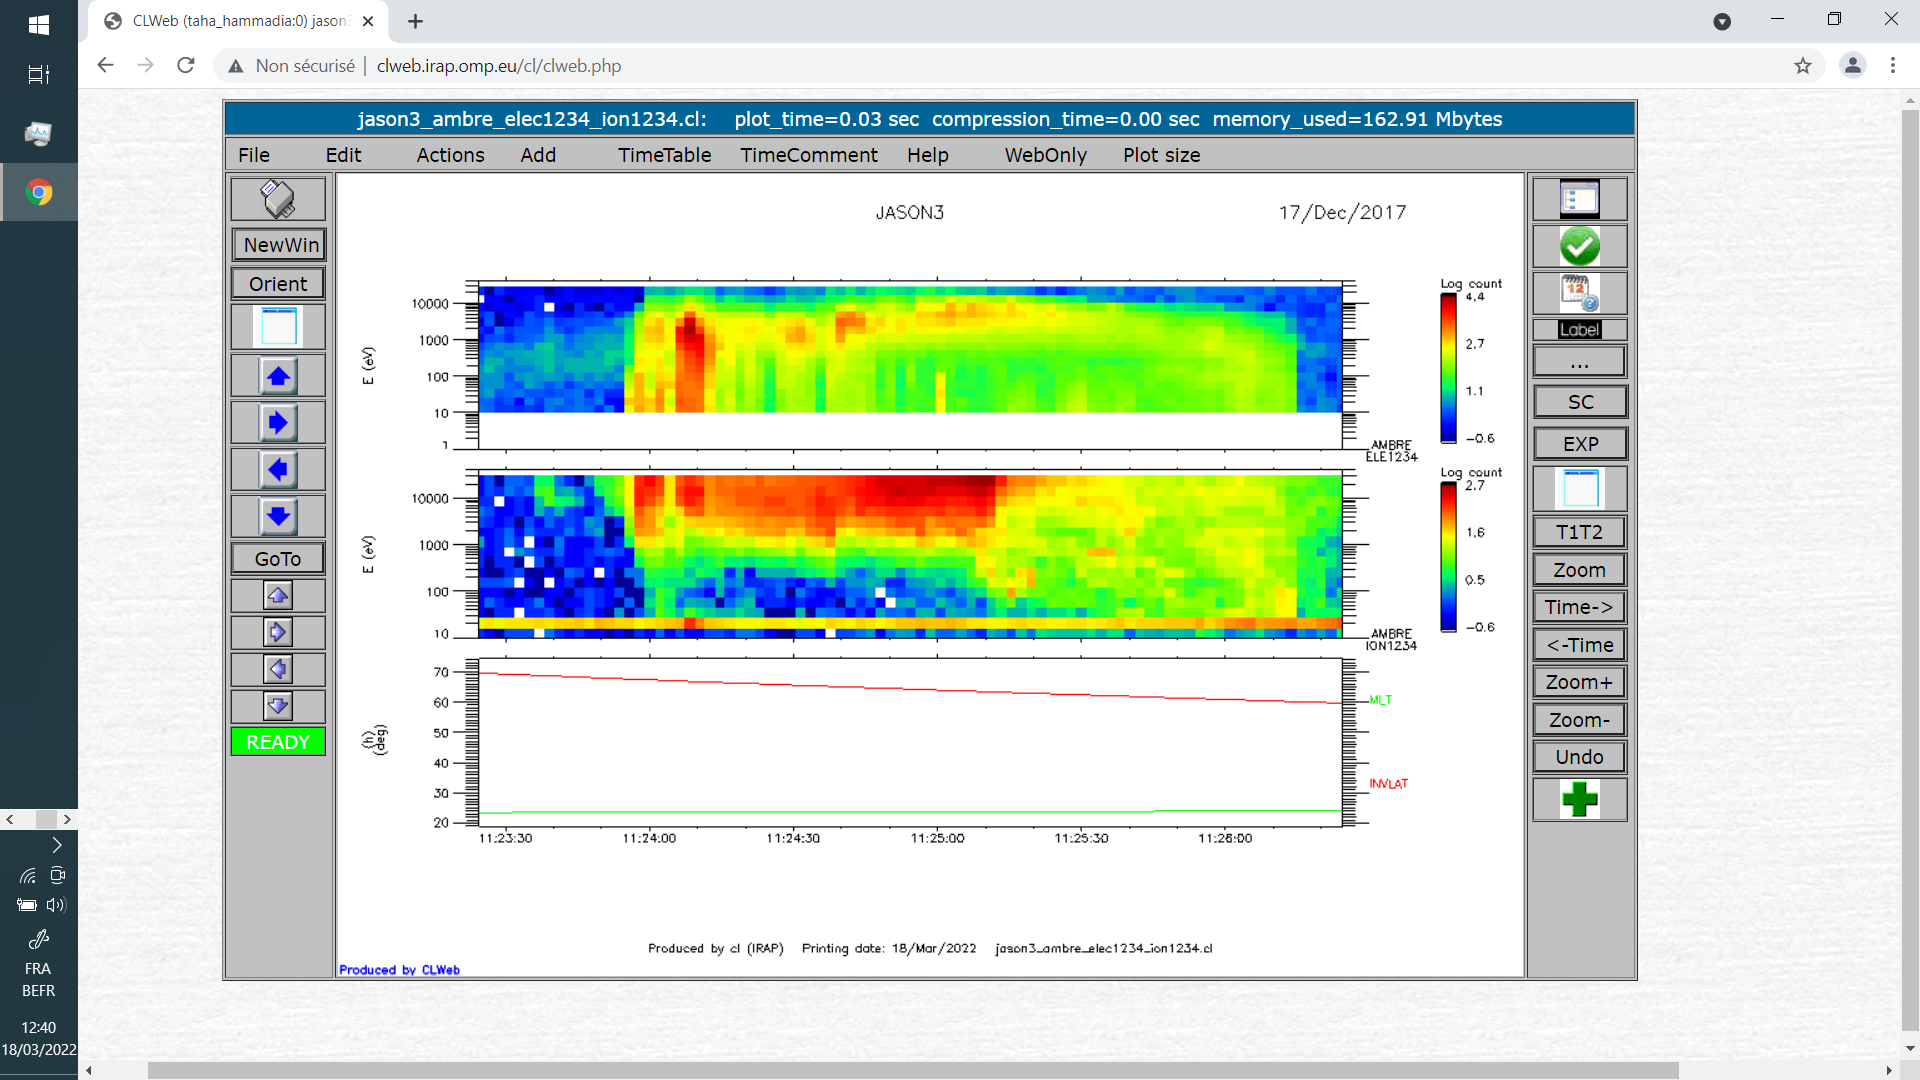 CLWeb (taha_hammadia:0) jason3
Non sécurisé | clweb.irap.omp.eu/cl/clweb.php
jason3_ambre_elec1234_ion1234.cl: plot_time=0.03 sec compression_time=0.00 sec memory_used=162.91 Mbytes
File Edit Actions Add TimeTable TimeComment Help WebOnly Plot size
NewWin
Orient
GoTo
READY
JASON3 17/Dec/2017
E (eV)
10000
1000
100
10
1
Log count
4.4
2.7
1.1
-0.6
AMBRE
ELE1234
E (eV)
10000
1000
100
10
Log count
2.7
1.6
0.5
-0.6
AMBRE
ION1234
(h)
(deg)
70
60
50
40
30
20
MLT
INVLAT
11:23:30 11:24:00 11:24:30 11:25:00 11:25:30 11:26:00
Produced by cl (IRAP) Printing date: 18/Mar/2022 jason3_ambre_elec1234_ion1234.cl
Produced by CLWeb
12
Label
...
SC
EXP
T1T2
Zoom
Time->
<-Time
Zoom+
Zoom-
Undo
FRA
BEFR
12:40
18/03/2022